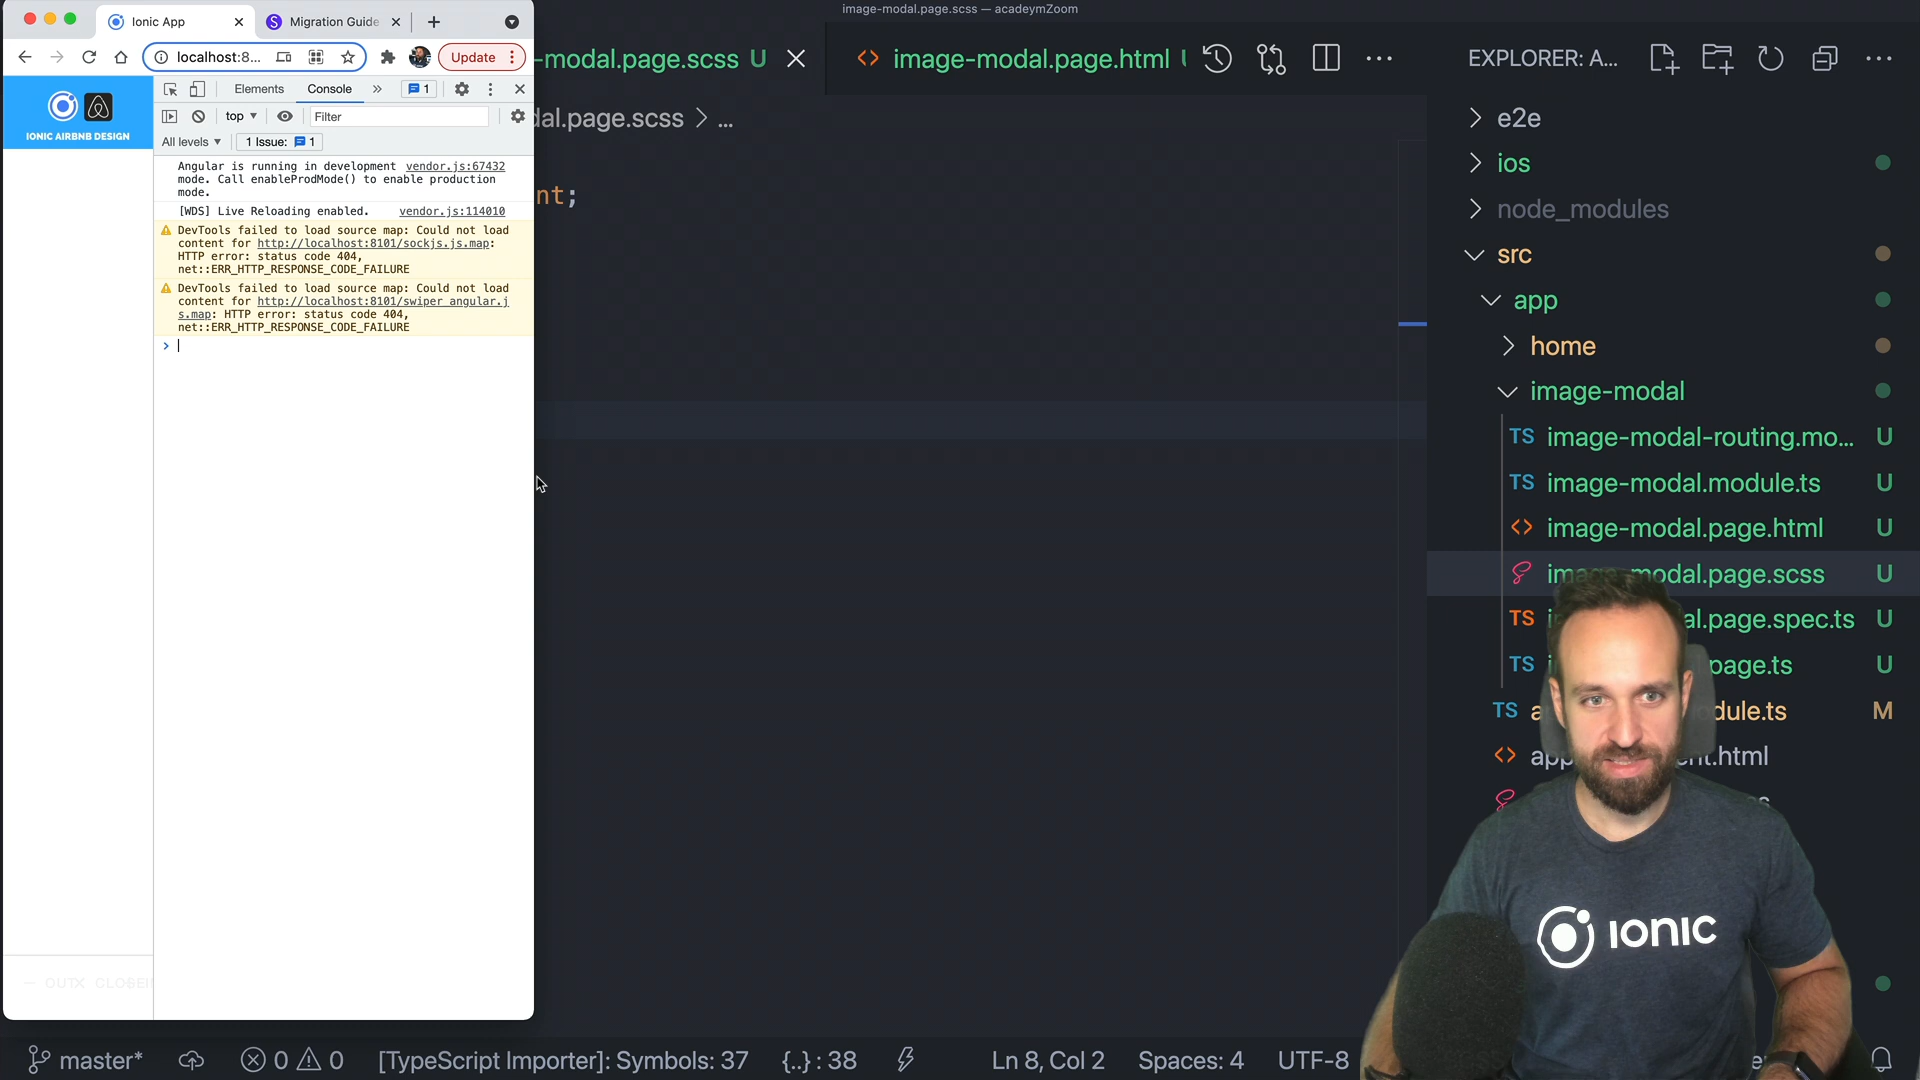 image-modal.page.scss — acadeymZoom
Ionic App
Migration Guide
localhost:8...
Update
-modal.page.scss U
image-modal.page.html
EXPLORER: A...
IONIC AIRBNB DESIGN
Elements
Console
1
top
Filter
All levels
1 Issue: 1
Angular is running in development vendor.js:67432
mode. Call enableProdMode() to enable production
mode.
[WDS] Live Reloading enabled. vendor.js:114010
DevTools failed to load source map: Could not load
content for http://localhost:8101/sockjs.js.map:
HTTP error: status code 404,
net::ERR_HTTP_RESPONSE_CODE_FAILURE
DevTools failed to load source map: Could not load
content for http://localhost:8101/swiper_angular.j
s.map: HTTP error: status code 404,
net::ERR_HTTP_RESPONSE_CODE_FAILURE
>
dal.page.scss > ...
nt;
e2e
ios
node_modules
src
app
home
image-modal
TS image-modal-routing.mo... U
TS image-modal.module.ts U
<> image-modal.page.html U
image-modal.page.scss U
TS al.page.spec.ts U
TS page.ts U
TS dule.ts M
<> nt.html
IONIC
master*
0 0
[TypeScript Importer]: Symbols: 37
{..} : 38
Ln 8, Col 2
Spaces: 4
UTF-8